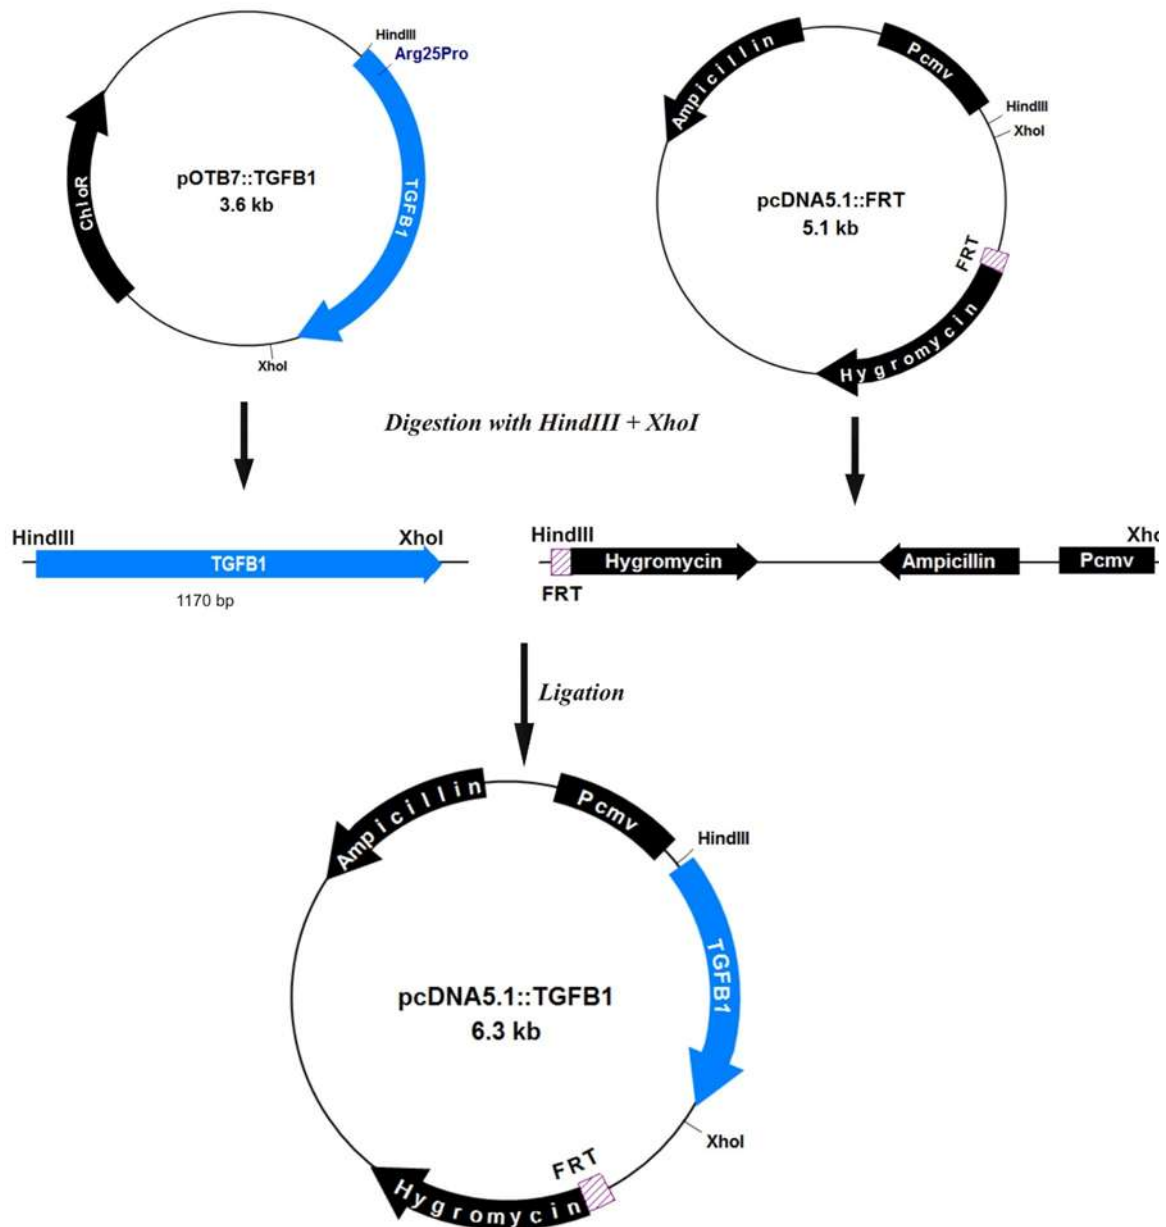 HindIII
Arg25Pro
ChloR
TGFB1
pOTB7::TGFB1
3.6 kb
XhoI
Ampicillin
Pcmv
HindIII
XhoI
pcDNA5.1::FRT
5.1 kb
FRT
Hygromycin
Digestion with HindIII + XhoI
HindIII
XhoI
TGFB1
1170 bp
HindIII
Xho
Hygromycin
Ampicillin
Pcmv
FRT
Ligation
Ampicillin
Pcmv
HindIII
TGFB1
pcDNA5.1::TGFB1
6.3 kb
XhoI
FRT
Hygromycin